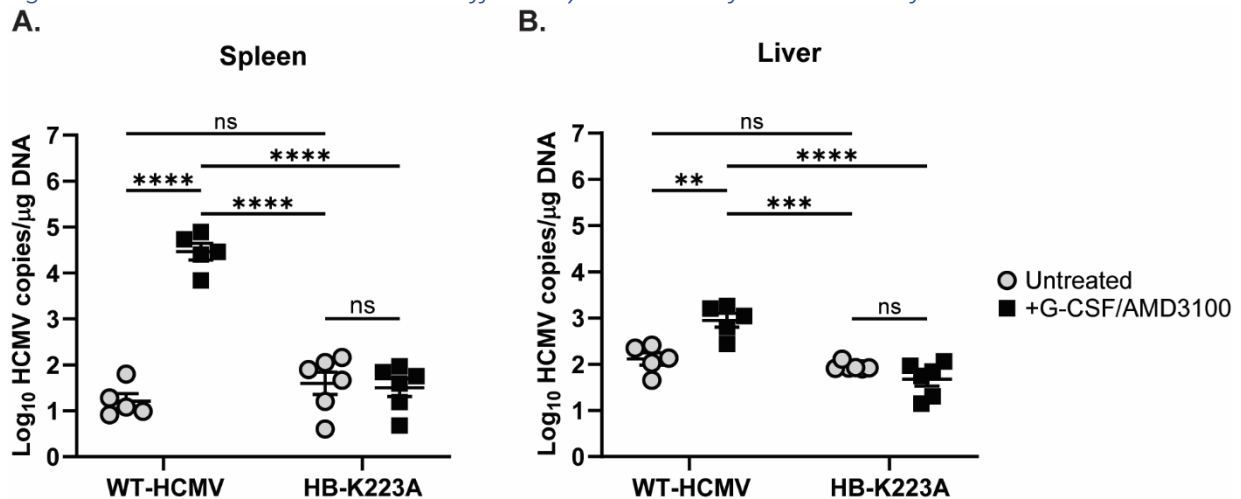 A.
Spleen
Log10 HCMV copies/μg DNA
7
6
5
4
3
2
1
0
ns
****
****
****
ns
WT-HCMV
HB-K223A
B.
Liver
Log10 HCMV copies/μg DNA
7
6
5
4
3
2
1
0
ns
****
**
***
ns
WT-HCMV
HB-K223A
Untreated
+G-CSF/AMD3100